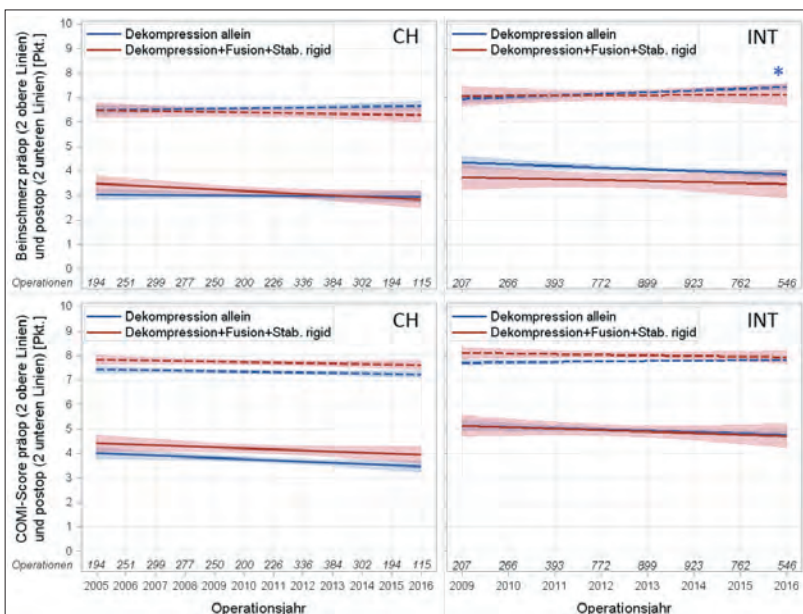 Beinschmerz präop (2 obere Linien)
und postop (2 unteren Linien) [Pkt.]
10
9
8
7
6
5
4
3
2
1
0
Dekompression allein
Dekompression+Fusion+Stab. rigid
CH
Dekompression allein
Dekompression+Fusion+Stab. rigid
INT
*
Operationen 194 251 299 277 250 200 226 336 384 302 194 115
207 266 393 772 899 923 762 546
COMI-Score präop (2 obere Linien)
und postop (2 unteren Linien) [Pkt.]
10
9
8
7
6
5
4
3
2
1
0
Dekompression allein
Dekompression+Fusion+Stab. rigid
CH
Dekompression allein
Dekompression+Fusion+Stab. rigid
INT
Operationen 194 251 299 277 250 200 226 336 384 302 194 115
207 266 393 772 899 923 762 546
2005 2006 2007 2008 2009 2010 2011 2012 2013 2014 2015 2016
2009 2010 2011 2012 2013 2014 2015 2016
Operationsjahr
Operationsjahr